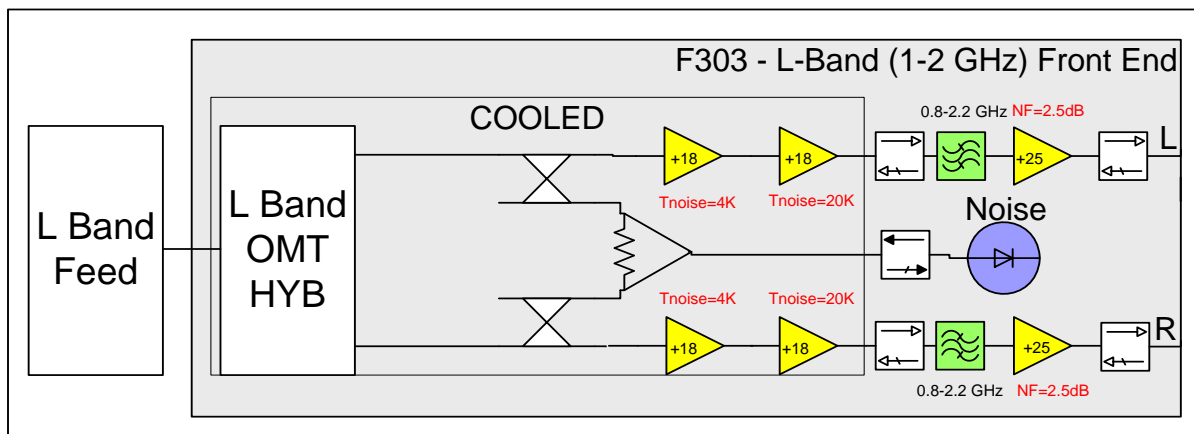 F303 - L-Band (1-2 GHz) Front End
COOLED
0.8-2.2 GHz
NF=2.5dB
L Band
Feed
L Band
OMT
HYB
+18
+18
+25
L
Tnoise=4K
Tnoise=20K
Noise
Tnoise=4K
Tnoise=20K
+18
+18
+25
R
0.8-2.2 GHz
NF=2.5dB